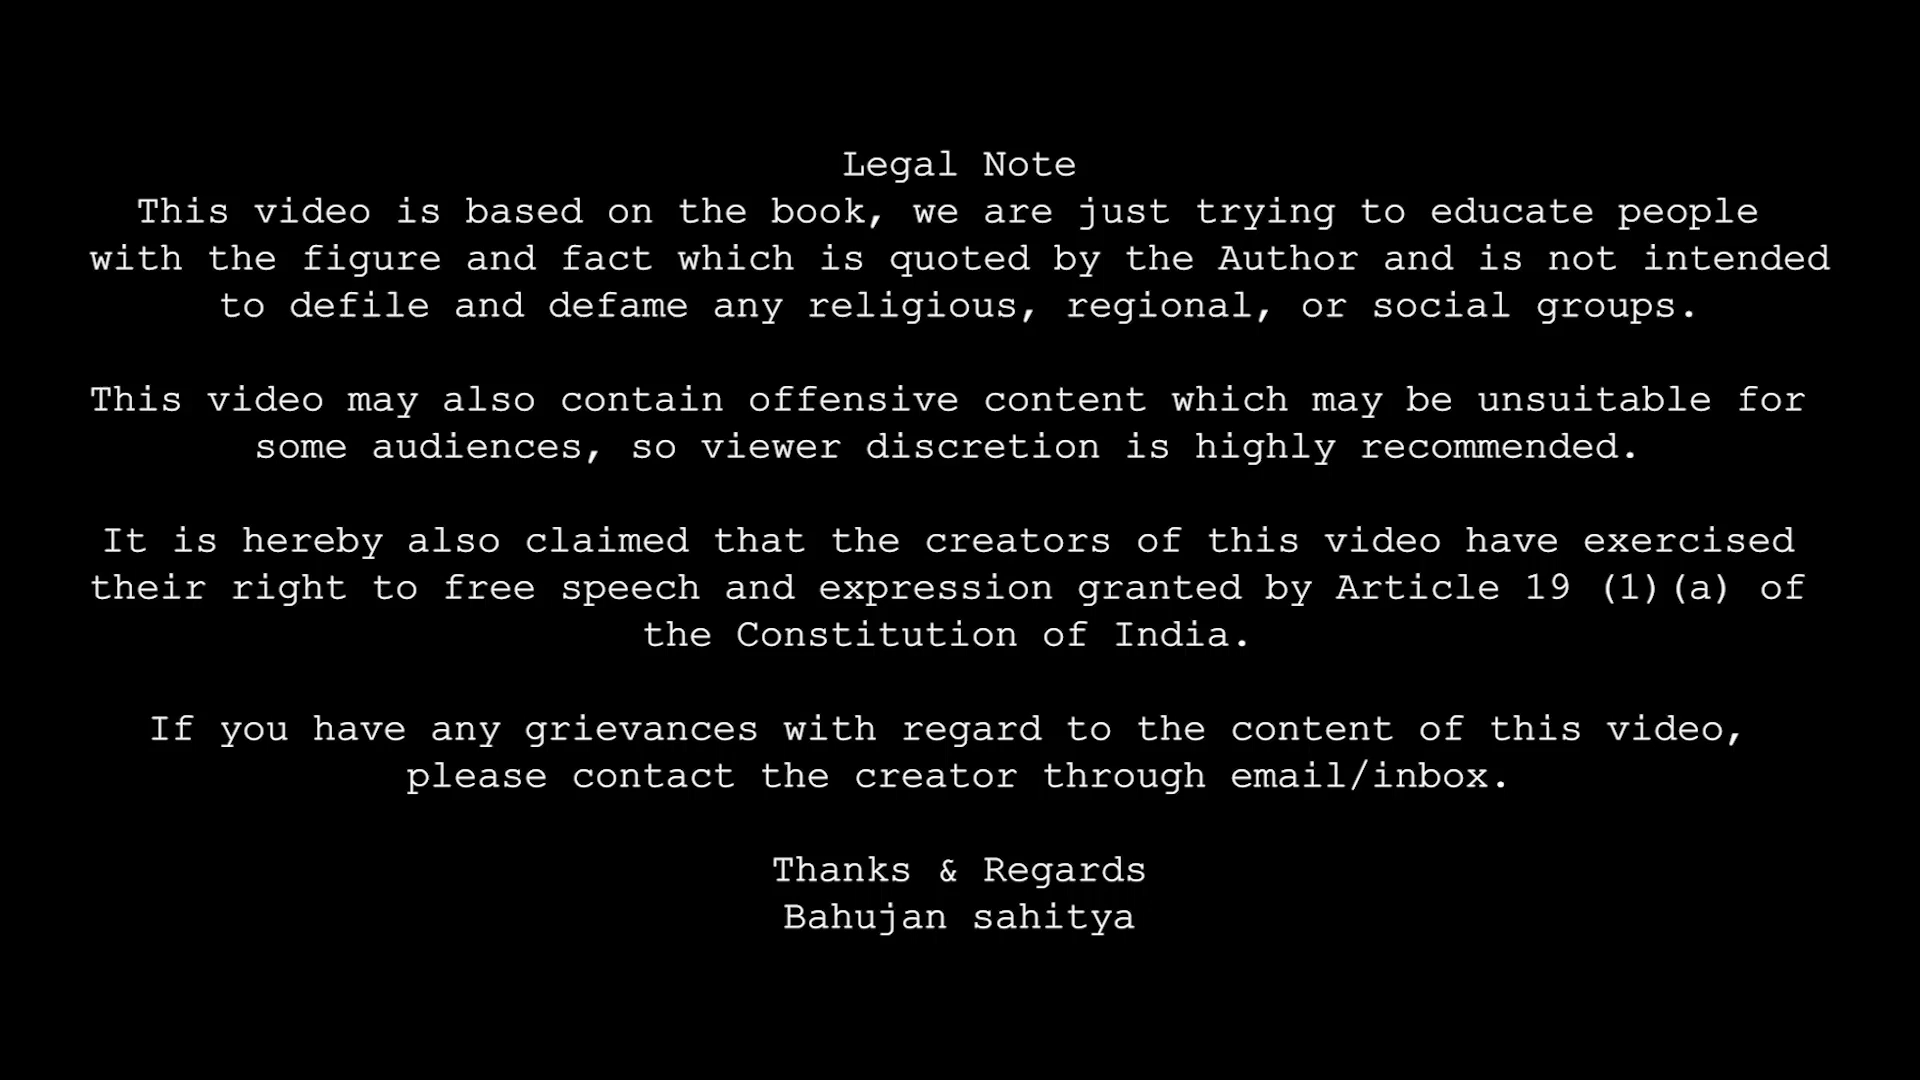 Legal Note
This video is based on the book, we are just trying to educate people
with the figure and fact which is quoted by the Author and is not intended
to defile and defame any religious, regional, or social groups.
This video may also contain offensive content which may be unsuitable for
some audiences, so viewer discretion is highly recommended.
It is hereby also claimed that the creators of this video have exercised
their right to free speech and expression granted by Article 19 (1)(a) of
the Constitution of India.
If you have any grievances with regard to the content of this video,
please contact the creator through email/inbox.
Thanks & Regards
Bahujan sahitya